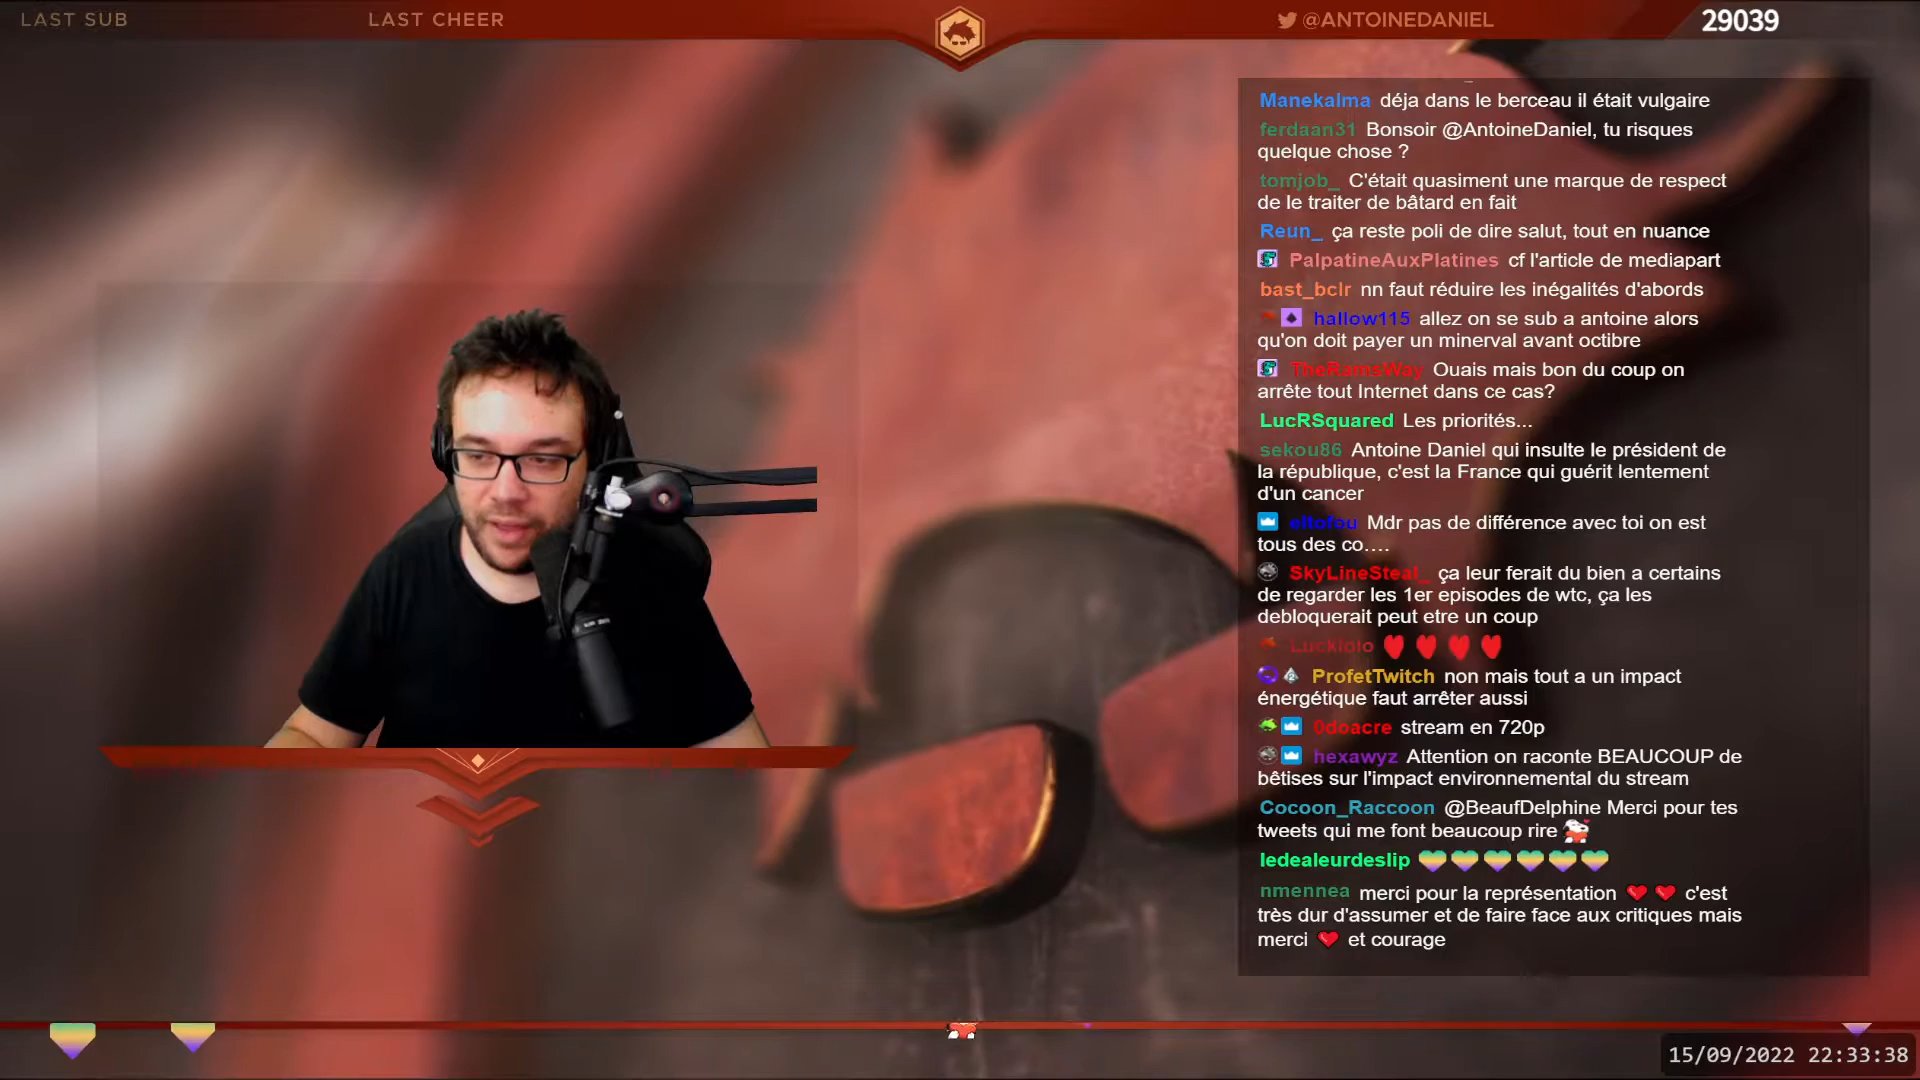 LAST SUB
LAST CHEER
@ANTOINEDANIEL
29039
Manekalma déja dans le berceau il était vulgaire
ferdaan31 Bonsoir @AntoineDaniel, tu risques
quelque chose ?
tomjob_ C'était quasiment une marque de respect
de le traiter de bâtard en fait
Reun_ ça reste poli de dire salut, tout en nuance
PalpatineAuxPlatines cf l'article de mediapart
bast_bclr nn faut réduire les inégalités d'abords
hallow115 allez on se sub a antoine alors
qu'on doit payer un minerval avant octibre
TheRamsWay Ouais mais bon du coup on
arrête tout Internet dans ce cas?
LucRSquared Les priorités...
sekou86 Antoine Daniel qui insulte le président de
la république, c'est la France qui guérit lentement
d'un cancer
eltofou Mdr pas de différence avec toi on est
tous des co....
SkyLineSteal_ ça leur ferait du bien a certains
de regarder les 1er episodes de wtc, ça les
debloquerait peut etre un coup
Luckiolo
ProfetTwitch non mais tout a un impact
énergétique faut arrêter aussi
0doacre stream en 720p
hexawyz Attention on raconte BEAUCOUP de
bêtises sur l'impact environnemental du stream
Cocoon_Raccoon @BeaufDelphine Merci pour tes
tweets qui me font beaucoup rire
ledealeurdeslip
nmennea merci pour la représentation c'est
très dur d'assumer et de faire face aux critiques mais
merci et courage
15/09/2022 22:33:38